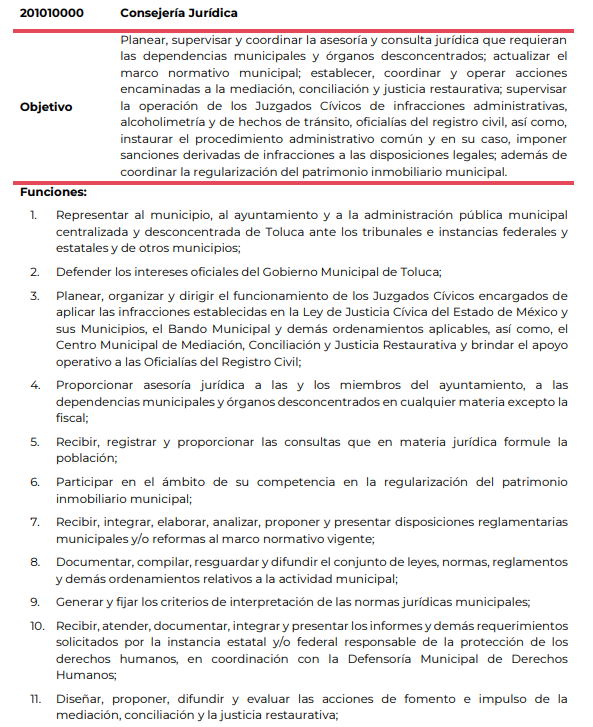 201010000 Consejería Jurídica
Planear, supervisar y coordinar la asesoría y consulta jurídica que requieran
las dependencias municipales y órganos desconcentrados; actualizar el
marco normativo municipal; establecer, coordinar y operar acciones
encaminadas a la mediación, conciliación y justicia restaurativa; supervisar
Objetivo
la operación de los Juzgados Cívicos de infracciones administrativas,
alcoholimetría y de hechos de tránsito, oficialías del registro civil, así como,
instaurar el procedimiento administrativo común y en su caso, imponer
sanciones derivadas de infracciones a las disposiciones legales; además de
coordinar la regularización del patrimonio inmobiliario municipal.
Funciones:
1. Representar al municipio, al ayuntamiento y a la administración pública municipal
centralizada y desconcentrada de Toluca ante los tribunales e instancias federales y
estatales y de otros municipios;
2. Defender los intereses oficiales del Gobierno Municipal de Toluca;
3. Planear, organizar y dirigir el funcionamiento de los Juzgados Cívicos encargados de
aplicar las infracciones establecidas en la Ley de Justicia Cívica del Estado de México y
sus Municipios, el Bando Municipal y demás ordenamientos aplicables, así como, el
Centro Municipal de Mediación, Conciliación y Justicia Restaurativa y brindar el apoyo
operativo a las Oficialías del Registro Civil;
4. Proporcionar asesoría jurídica a las y los miembros del ayuntamiento, a las
dependencias municipales y órganos desconcentrados en cualquier materia excepto la
fiscal;
5. Recibir, registrar y proporcionar las consultas que en materia jurídica formule la
población;
6. Participar en el ámbito de su competencia en la regularización del patrimonio
inmobiliario municipal;
7. Recibir, integrar, elaborar, analizar, proponer y presentar disposiciones reglamentarias
municipales y/o reformas al marco normativo vigente;
8. Documentar, compilar, resguardar y difundir el conjunto de leyes, normas, reglamentos
y demás ordenamientos relativos a la actividad municipal;
9. Generar y fijar los criterios de interpretación de las normas jurídicas municipales;
10. Recibir, atender, documentar, integrar y presentar los informes y demás requerimientos
solicitados por la instancia estatal y/o federal responsable de la protección de los
derechos humanos, en coordinación con la Defensoría Municipal de Derechos
Humanos;
11. Diseñar, proponer, difundir y evaluar las acciones de fomento e impulso de la
mediación, conciliación y la justicia restaurativa;